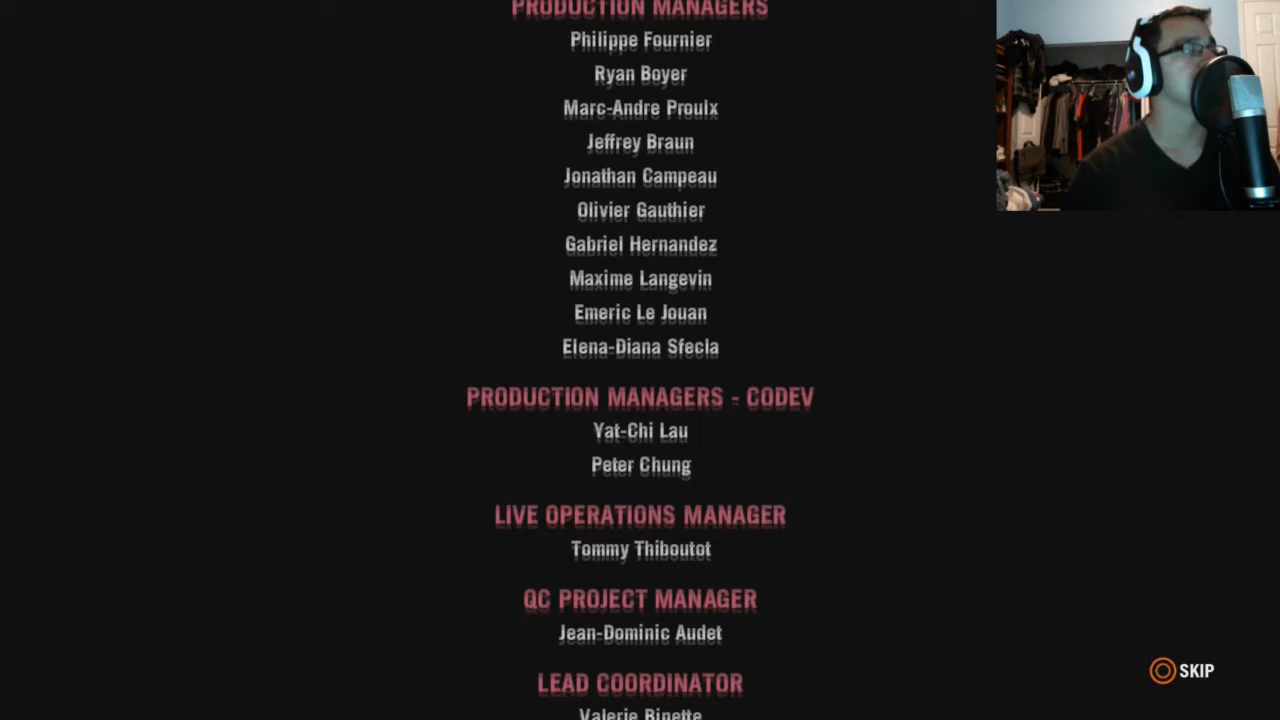 PRODUCTION MANAGERS
Philippe Fournier
Ryan Boyer
Marc-Andre Proulx
Jeffrey Braun
Jonathan Campeau
Olivier Gauthier
Gabriel Hernandez
Maxime Langevin
Emeric Le Jouan
Elena-Diana Sfecla
PRODUCTION MANAGERS - CODEV
Yat-Chi Lau
Peter Chung
LIVE OPERATIONS MANAGER
Tommy Thiboutot
QC PROJECT MANAGER
Jean-Dominic Audet
SKIP
LEAD COORDINATOR
Valerie Binette